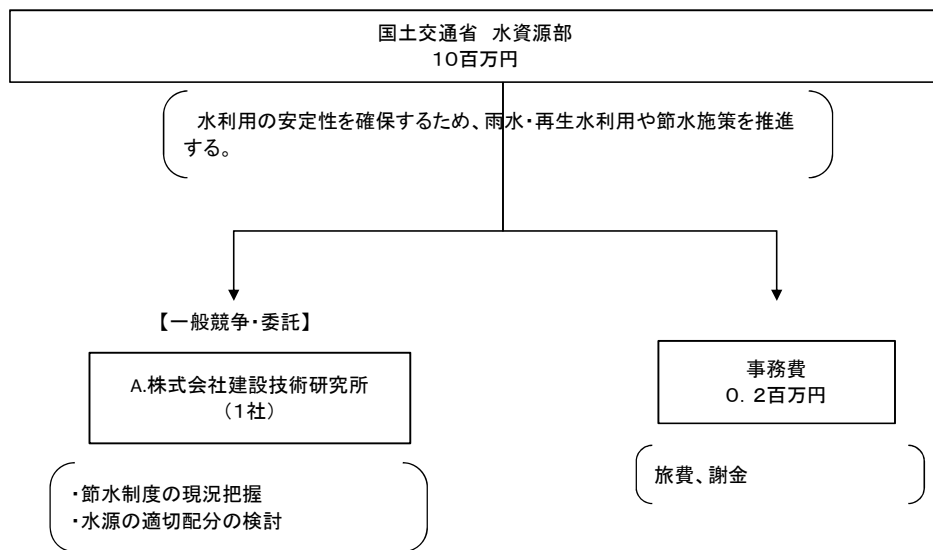 国土交通省 水資源部
10百万円
水利用の安定性を確保するため、雨水・再生水利用や節水施策を推進
する。
【一般競争・委託】
A.株式会社建設技術研究所
（1社）
事務費
0．2百万円
・節水制度の現況把握
・水源の適切配分の検討
旅費、謝金